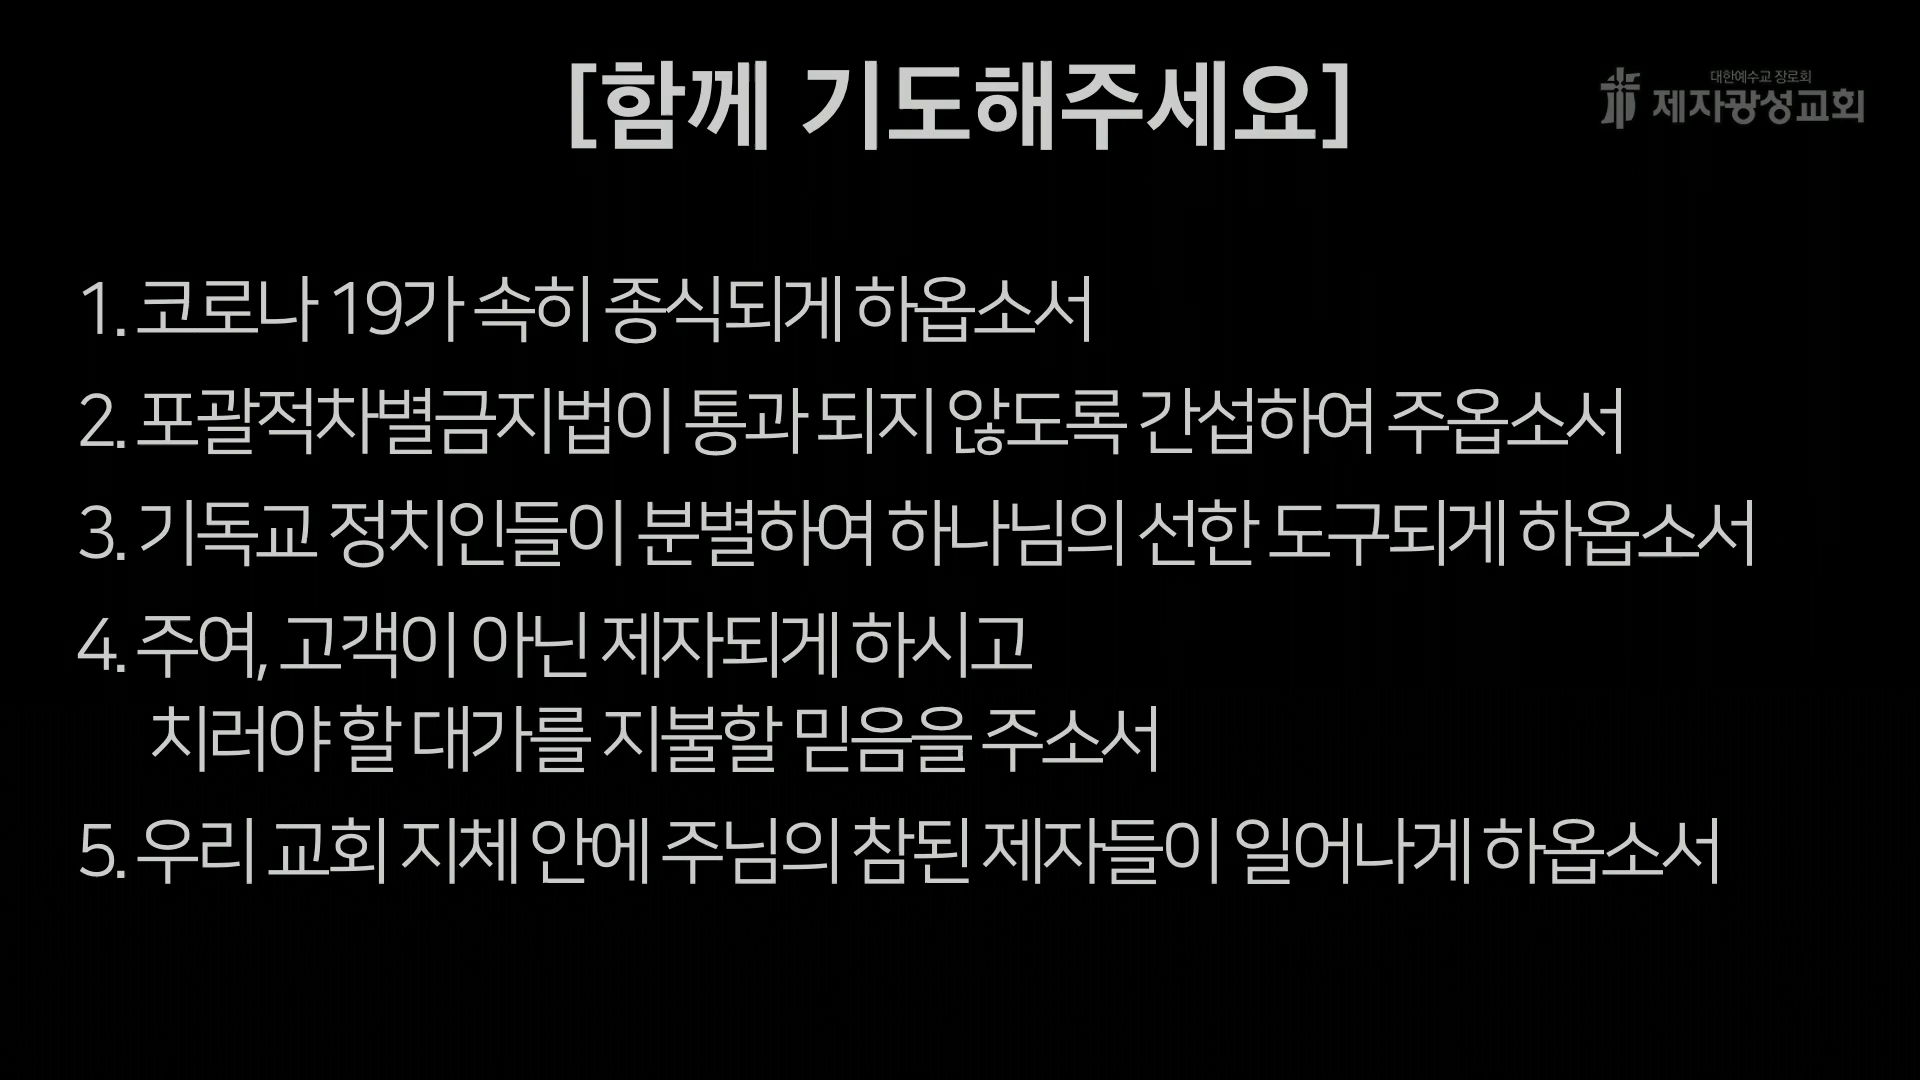 [함께 기도해주세요]
대한예수교 장로회
제자광성교회
1. 코로나 19가 속히 종식되게 하옵소서
2. 포괄적차별금지법이 통과 되지 않도록 간섭하여 주옵소서
3. 기독교 정치인들이 분별하여 하나님의 선한 도구되게 하옵소서
4. 주여, 고객이 아닌 제자되게 하시고
치러야 할 대가를 지불할 믿음을 주소서
5. 우리 교회 지체 안에 주님의 참된 제자들이 일어나게 하옵소서